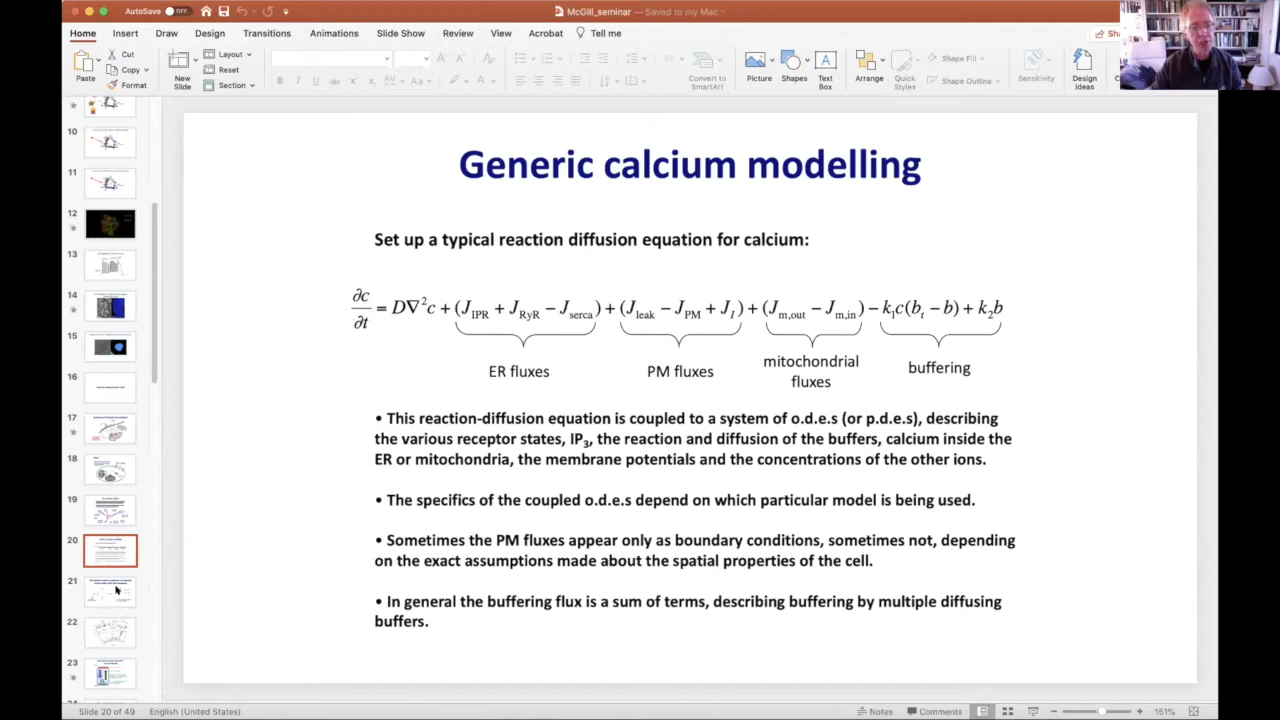 AutoSave OFF
McGill_seminar — Saved to my Mac
Home Insert Draw Design Transitions Animations Slide Show Review View Acrobat Tell me
Paste
Cut
Copy
Format
New Slide
Layout
Reset
Section
Convert to SmartArt
Picture
Shapes
Text Box
Arrange
Quick Styles
Shape Fill
Shape Outline
Sensitivity
Design Ideas
10
11
12
13
14
15
16
17
18
19
20
21
22
23
Generic calcium modelling
Set up a typical reaction diffusion equation for calcium:
∂c/∂t = D∇²c + (J_IPR + J_RyR − J_serca) + (J_leak − J_PM + J_I) + (J_m,out − J_m,in) − k₁c(b_t − b) + k₂b
ER fluxes
PM fluxes
mitochondrial
fluxes
buffering
• This reaction-diffusion equation is coupled to a system of o.d.e.s (or p.d.e.s), describing
the various receptor states, IP₃, the reaction and diffusion of the buffers, calcium inside the
ER or mitochondria, the membrane potentials and the concentrations of the other ions.
• The specifics of the coupled o.d.e.s depend on which particular model is being used.
• Sometimes the PM fluxes appear only as boundary conditions, sometimes not, depending
on the exact assumptions made about the spatial properties of the cell.
• In general the buffering flux is a sum of terms, describing buffering by multiple diffusing
buffers.
Slide 20 of 49 English (United States) Notes Comments 151%